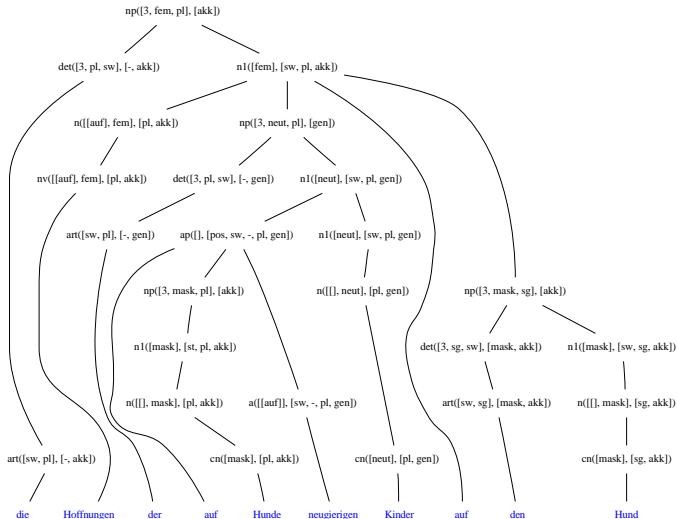 np([3, fem, pl], [akk])
det([3, pl, sw], [-, akk]) n1([fem], [sw, pl, akk])
n([[auf], fem], [pl, akk]) np([3, neut, pl], [gen])
nv([[auf], fem], [pl, akk]) det([3, pl, sw], [-, gen]) n1([neut], [sw, pl, gen])
art([sw, pl], [-, gen]) ap([], [pos, sw, -, pl, gen]) n1([neut], [sw, pl, gen])
np([3, mask, pl], [akk]) n([[], neut], [pl, gen]) np([3, mask, sg], [akk])
n1([mask], [st, pl, akk]) det([3, sg, sw], [mask, akk]) n1([mask], [sw, sg, akk])
n([[], mask], [pl, akk]) a([[auf]], [sw, -, pl, gen]) art([sw, sg], [mask, akk]) n([[], mask], [sg, akk])
art([sw, pl], [-, akk]) cn([mask], [pl, akk]) cn([neut], [pl, gen]) cn([mask], [sg, akk])
die Hoffnungen der auf Hunde neugierigen Kinder auf den Hund